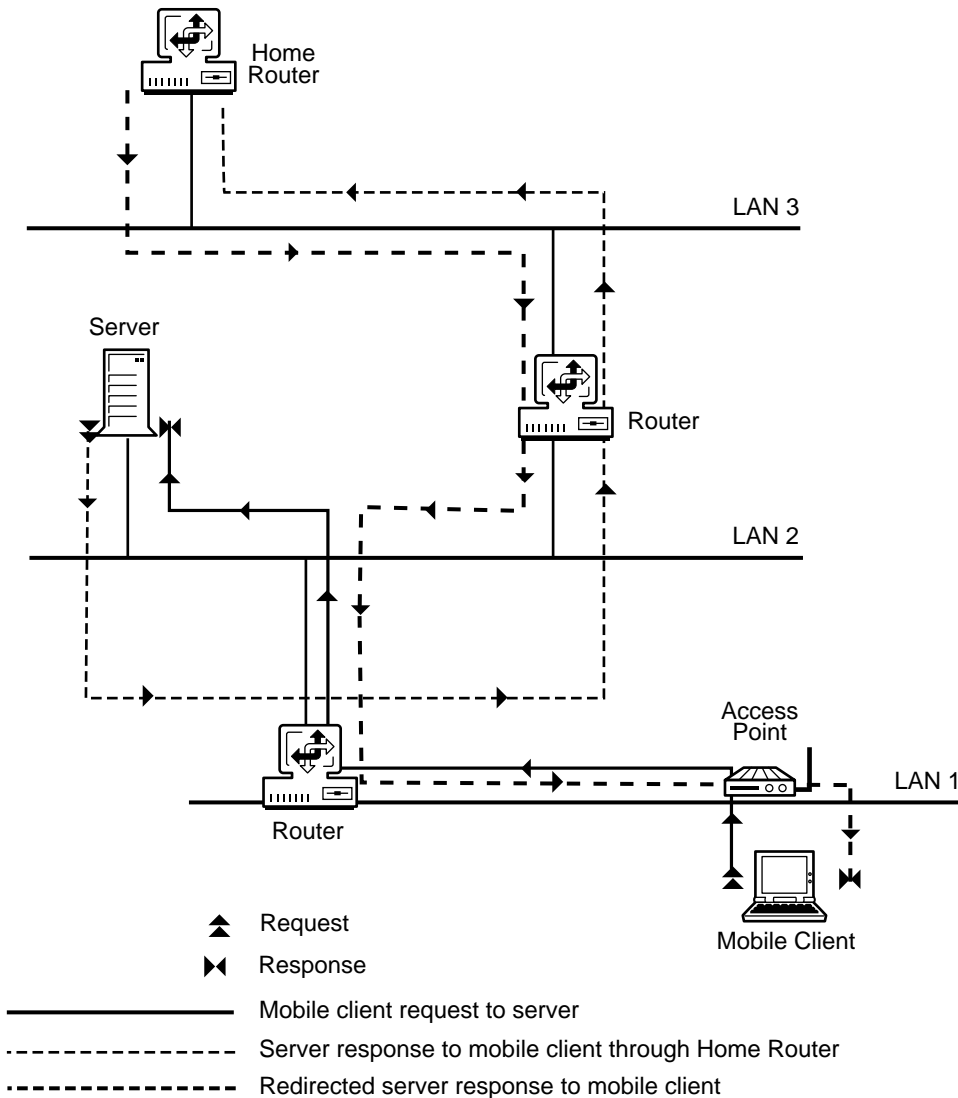 Home
Router
LAN 3
Server
Router
LAN 2
Access
Point
LAN 1
Router
Mobile Client
Request
Response
Mobile client request to server
Server response to mobile client through Home Router
Redirected server response to mobile client